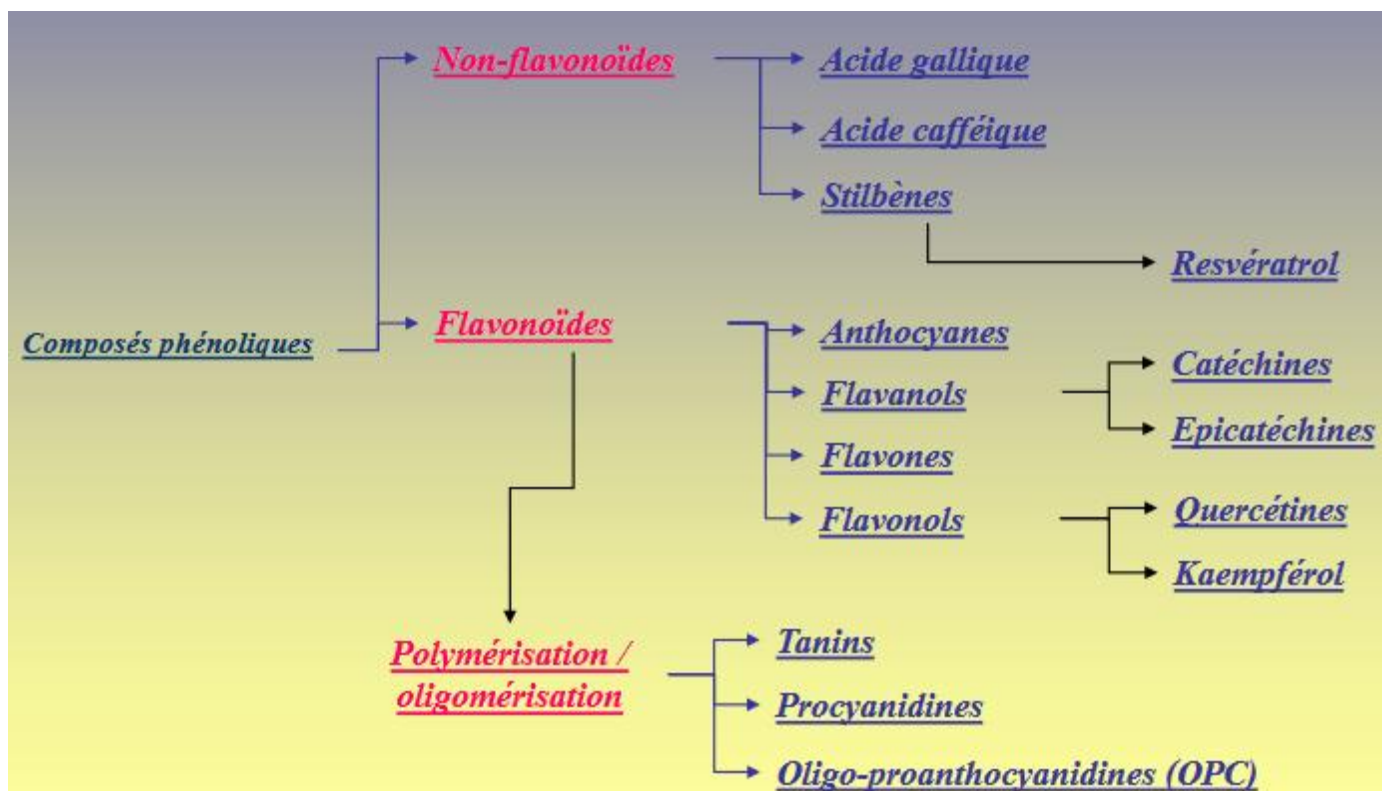 Non-flavonoïdes
Acide gallique
Acide cafféique
Stilbènes
Resvératrol
Composés phénoliques
Flavonoïdes
Anthocyanes
Flavanols
Catéchines
Epicatéchines
Flavones
Flavonols
Quercétines
Kaempférol
Polymérisation /
oligomérisation
Tanins
Procyanidines
Oligo-proanthocyanidines (OPC)